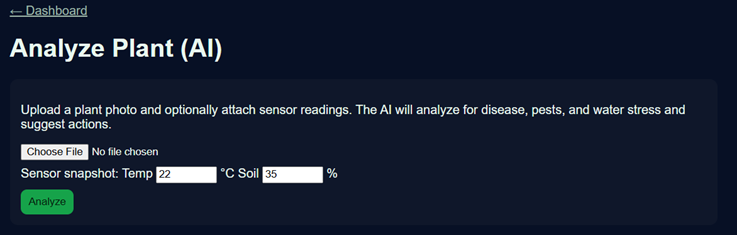 ← Dashboard
Analyze Plant (AI)
Upload a plant photo and optionally attach sensor readings. The AI will analyze for disease, pests, and water stress and
suggest actions.
Choose File No file chosen
Sensor snapshot: Temp 22 °C Soil 35 %
Analyze